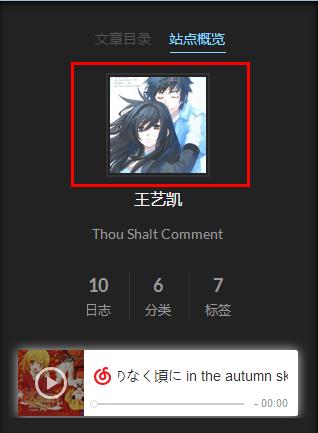 文章目录 站点概览
王艺凯
Thou Shalt Comment
10 6 7
日志 分类 标签
のなく頃に in the autumn sk
- 00:00